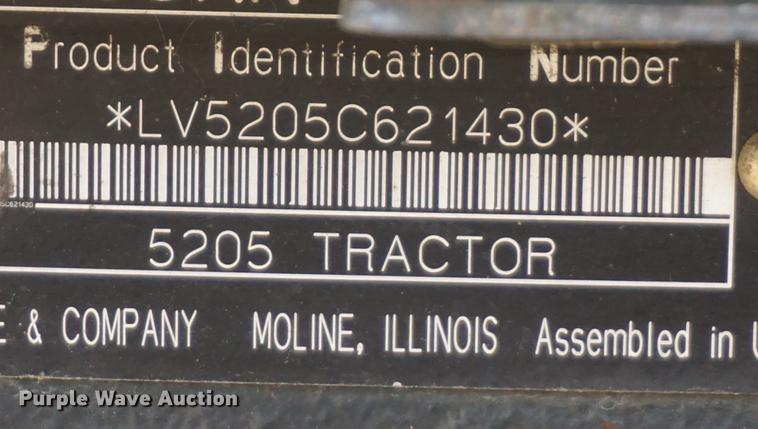 Product Identification Number
*LV5205C621430*
5205 TRACTOR
& COMPANY MOLINE, ILLINOIS Assembled in
Purple Wave Auction